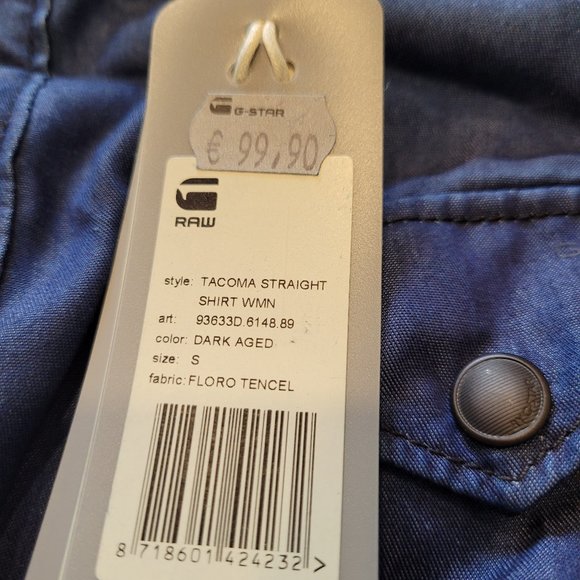 G-STAR
€ 99,90
RAW
style: TACOMA STRAIGHT
SHIRT WMN
art: 93633D.6148.89
color: DARK AGED
size: S
fabric: FLORO TENCEL
8 718601 424232 >